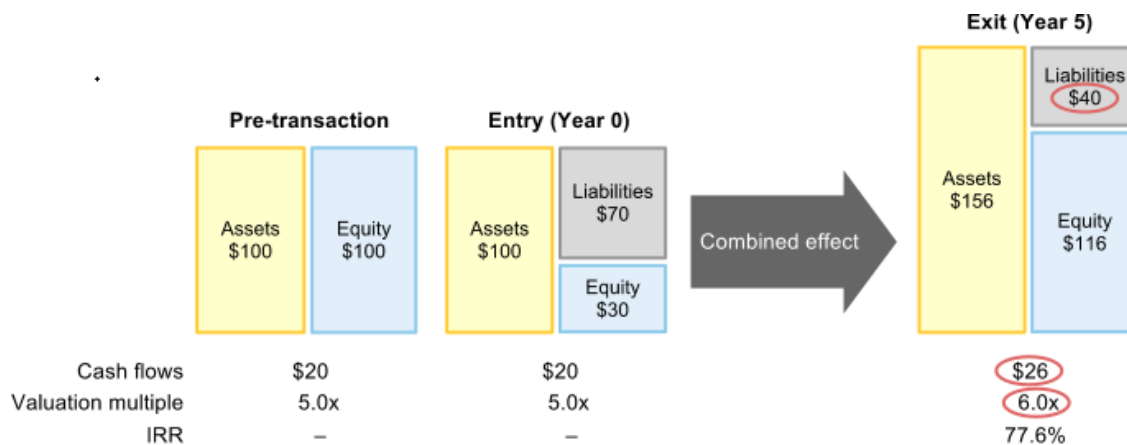 Exit (Year 5)
Liabilities
$40
Pre-transaction
Entry (Year 0)
Assets
$100
Equity
$100
Assets
$100
Liabilities
$70
Equity
$30
Combined effect
Assets
$156
Equity
$116
Cash flows $20 $20 $26
Valuation multiple 5.0x 5.0x 6.0x
IRR – – 77.6%